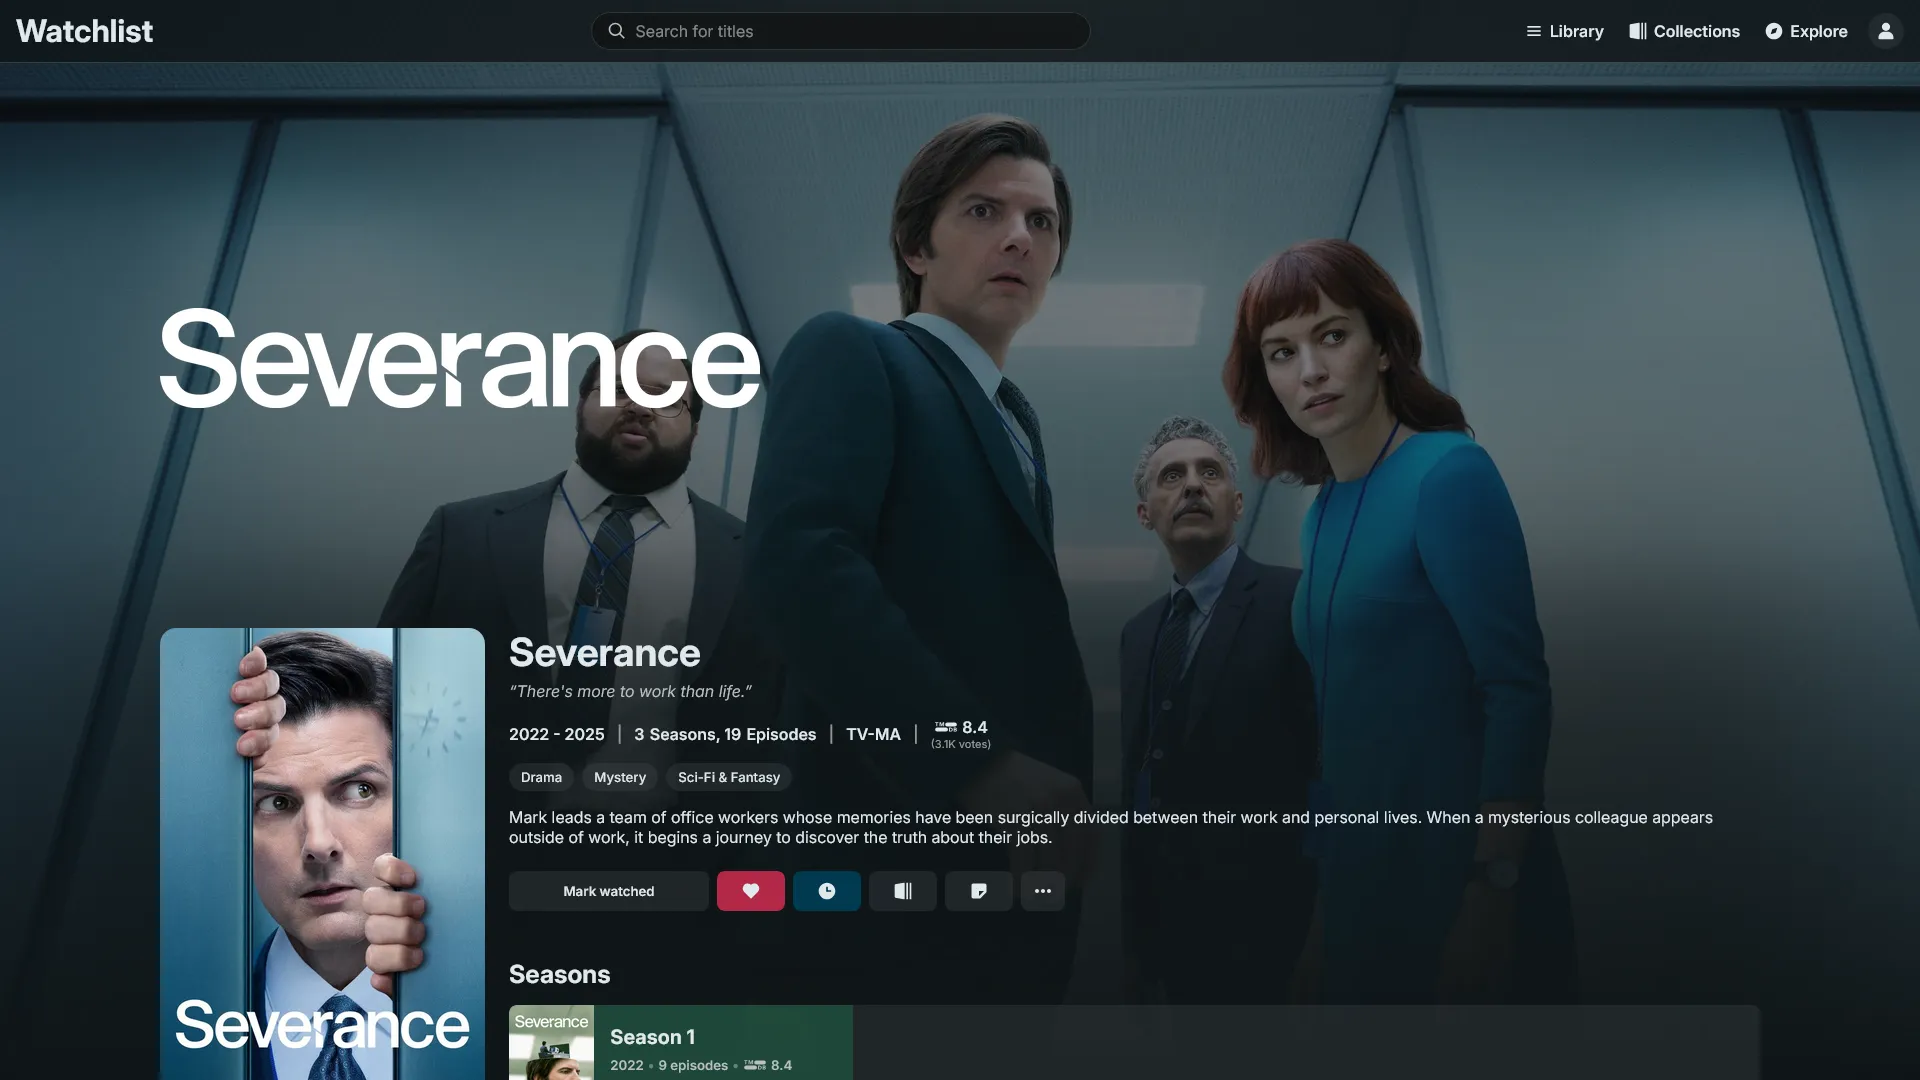 Watchlist
Search for titles
Library
Collections
Explore
Severance
Severance
“There's more to work than life.”
2022 - 2025 | 3 Seasons, 19 Episodes | TV-MA | TMDB 8.4
(3.1K votes)
Drama Mystery Sci-Fi & Fantasy
Mark leads a team of office workers whose memories have been surgically divided between their work and personal lives. When a mysterious colleague appears
outside of work, it begins a journey to discover the truth about their jobs.
Mark watched
Severance
Seasons
Severance
Season 1
2022 • 9 episodes • TMDB 8.4